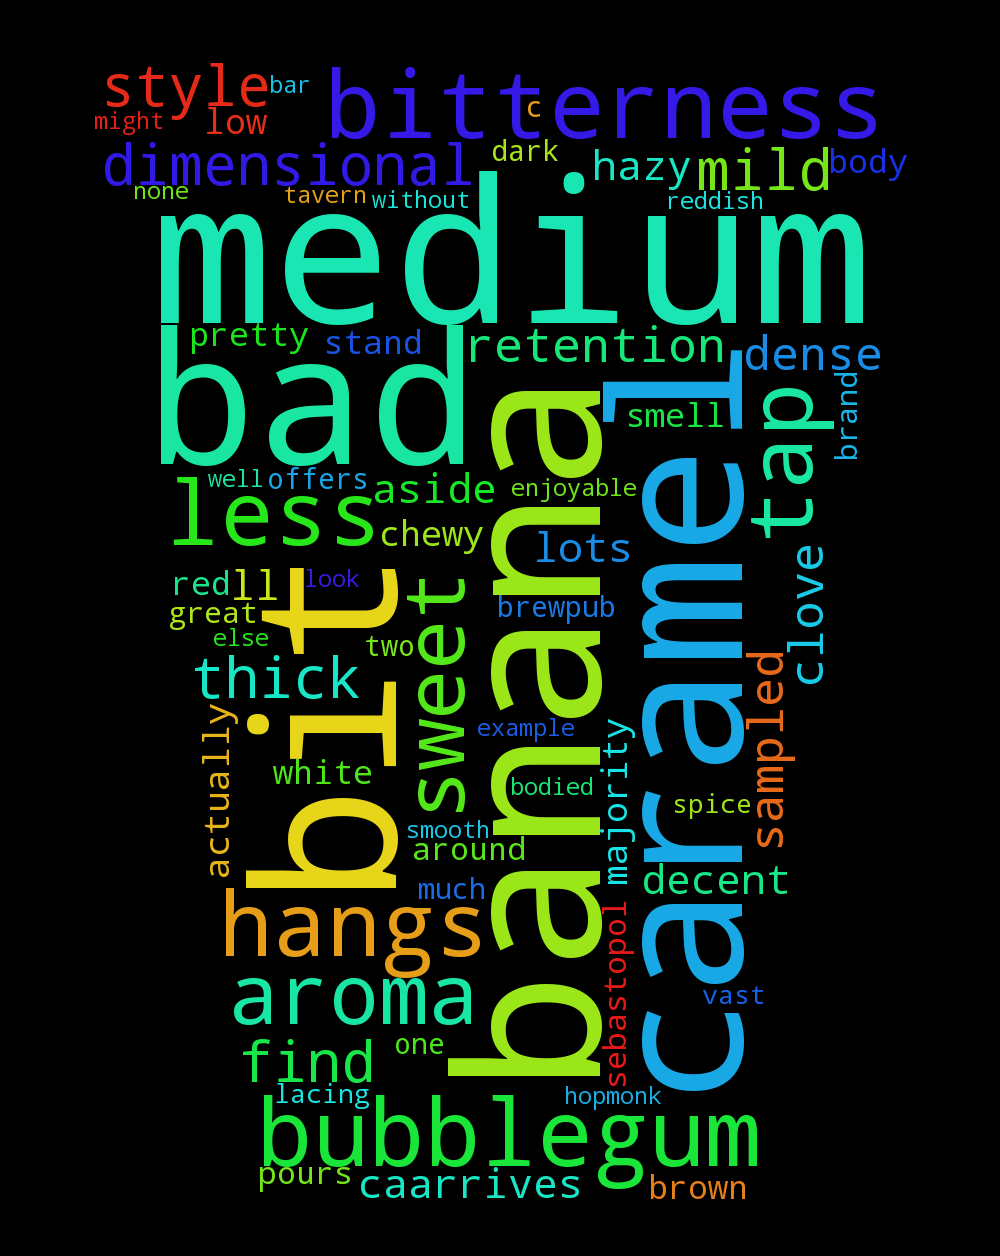 style
bar
bitterness
c
might
low
dimensional
dark
hazy
mild
body
none
tavern
without
reddish
medium
pretty
stand
retention
dense
bad
caramel
banana
tap
brand
smell
well
offers
aside
enjoyable
less
chewy
lots
clove
red
ll
look
bit
sweet
great
brewpub
else
two
thick
sampled
actually
example
majority
white
bodied
spice
smooth
around
decent
much
hangs
sebastopol
aroma
vast
find
one
lacing
hopmonk
bubblegum
pours
caarrives
brown